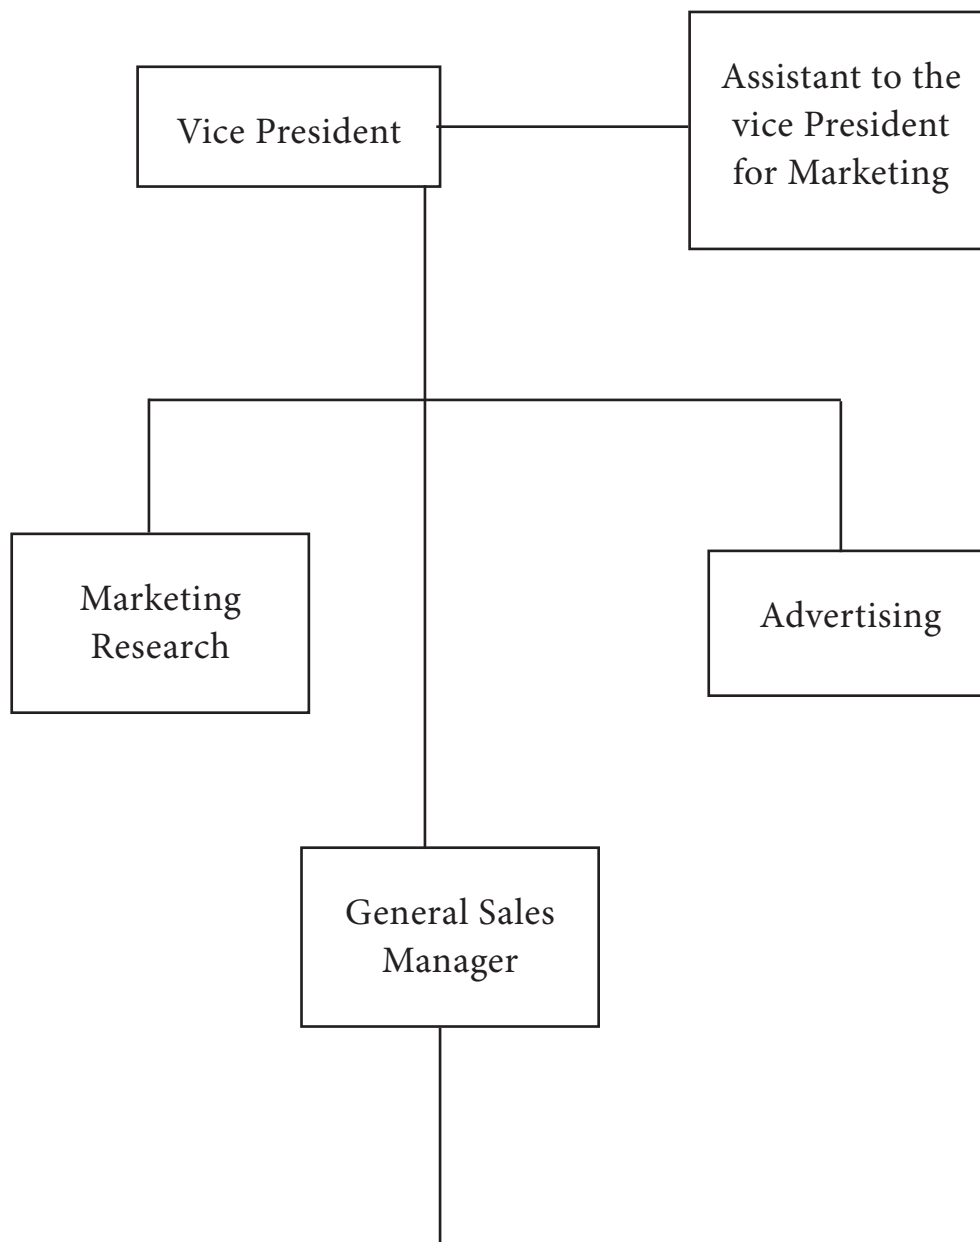 Vice President
Assistant to the
vice President
for Marketing
Marketing
Research
Advertising
General Sales
Manager